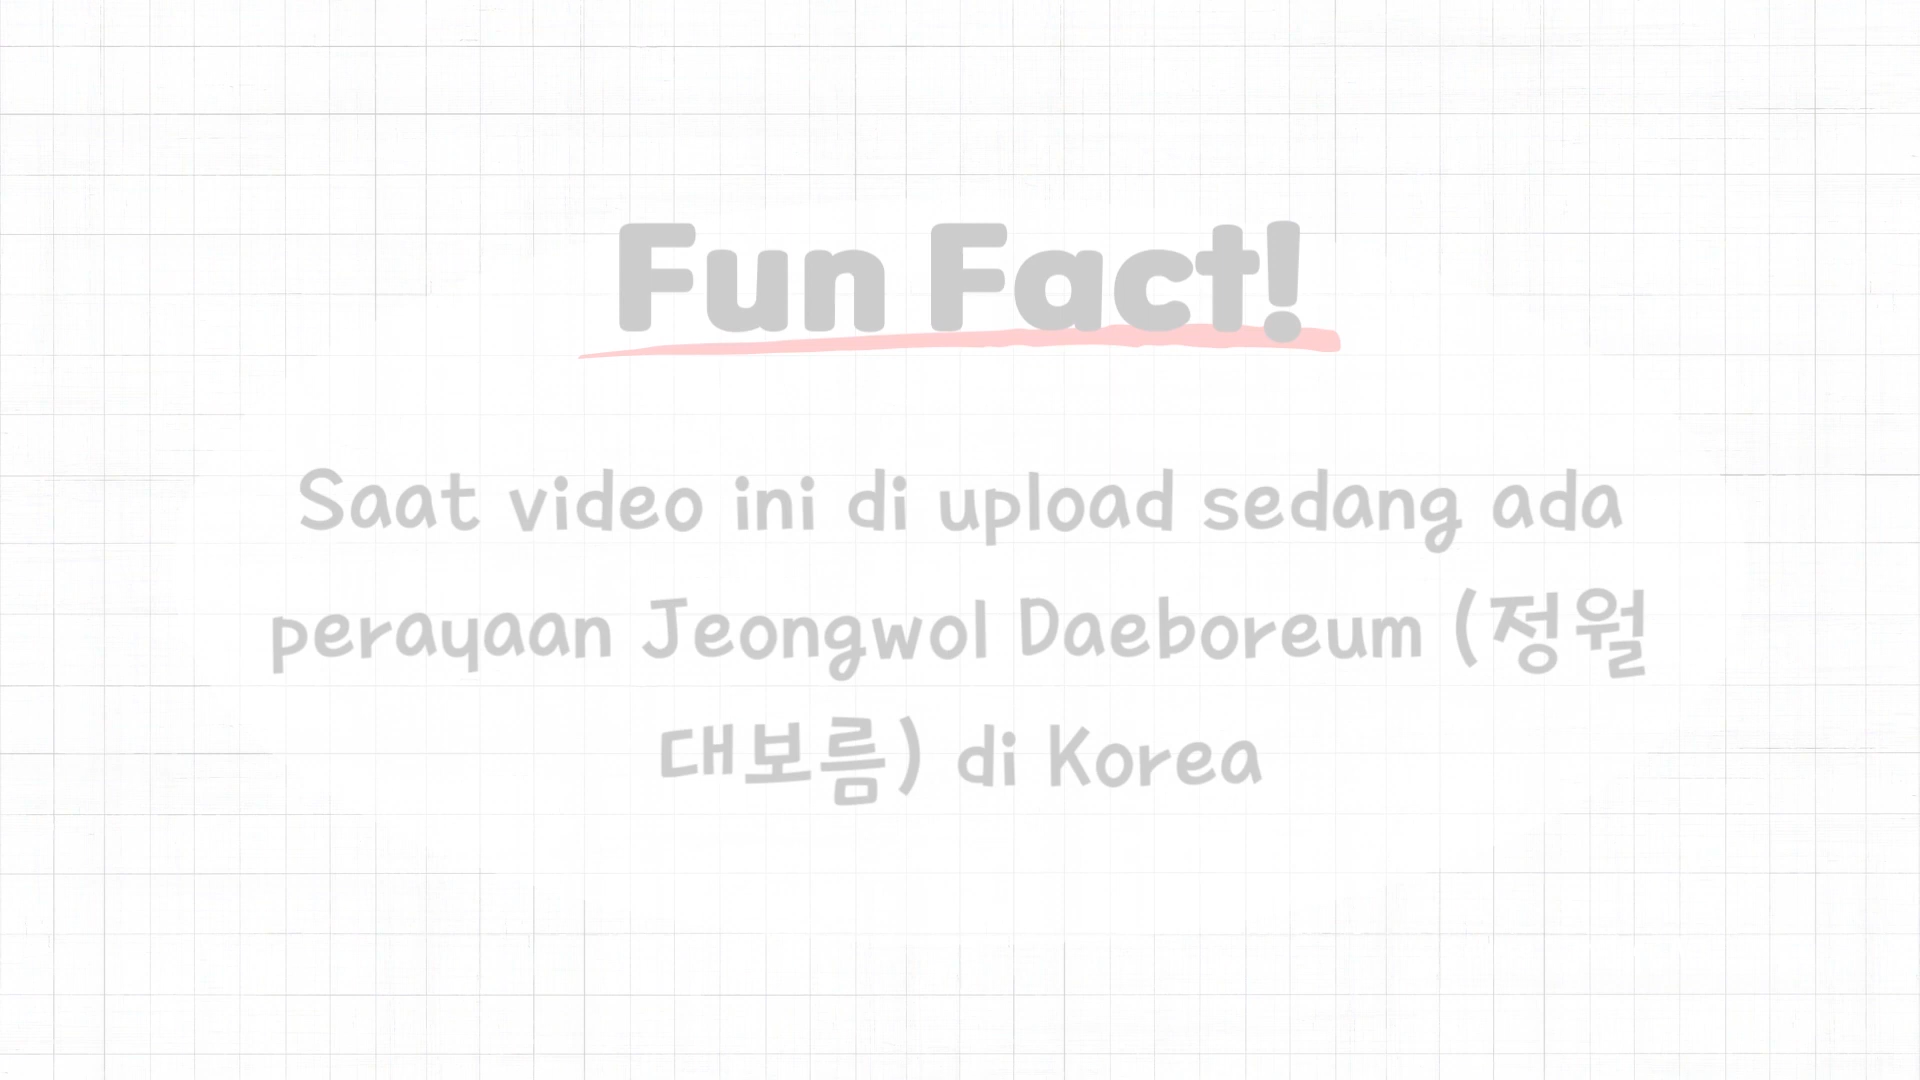 Fun Fact!
Saat video ini di upload sedang ada
perayaan Jeongwol Daeboreum (정월
대보름) di Korea